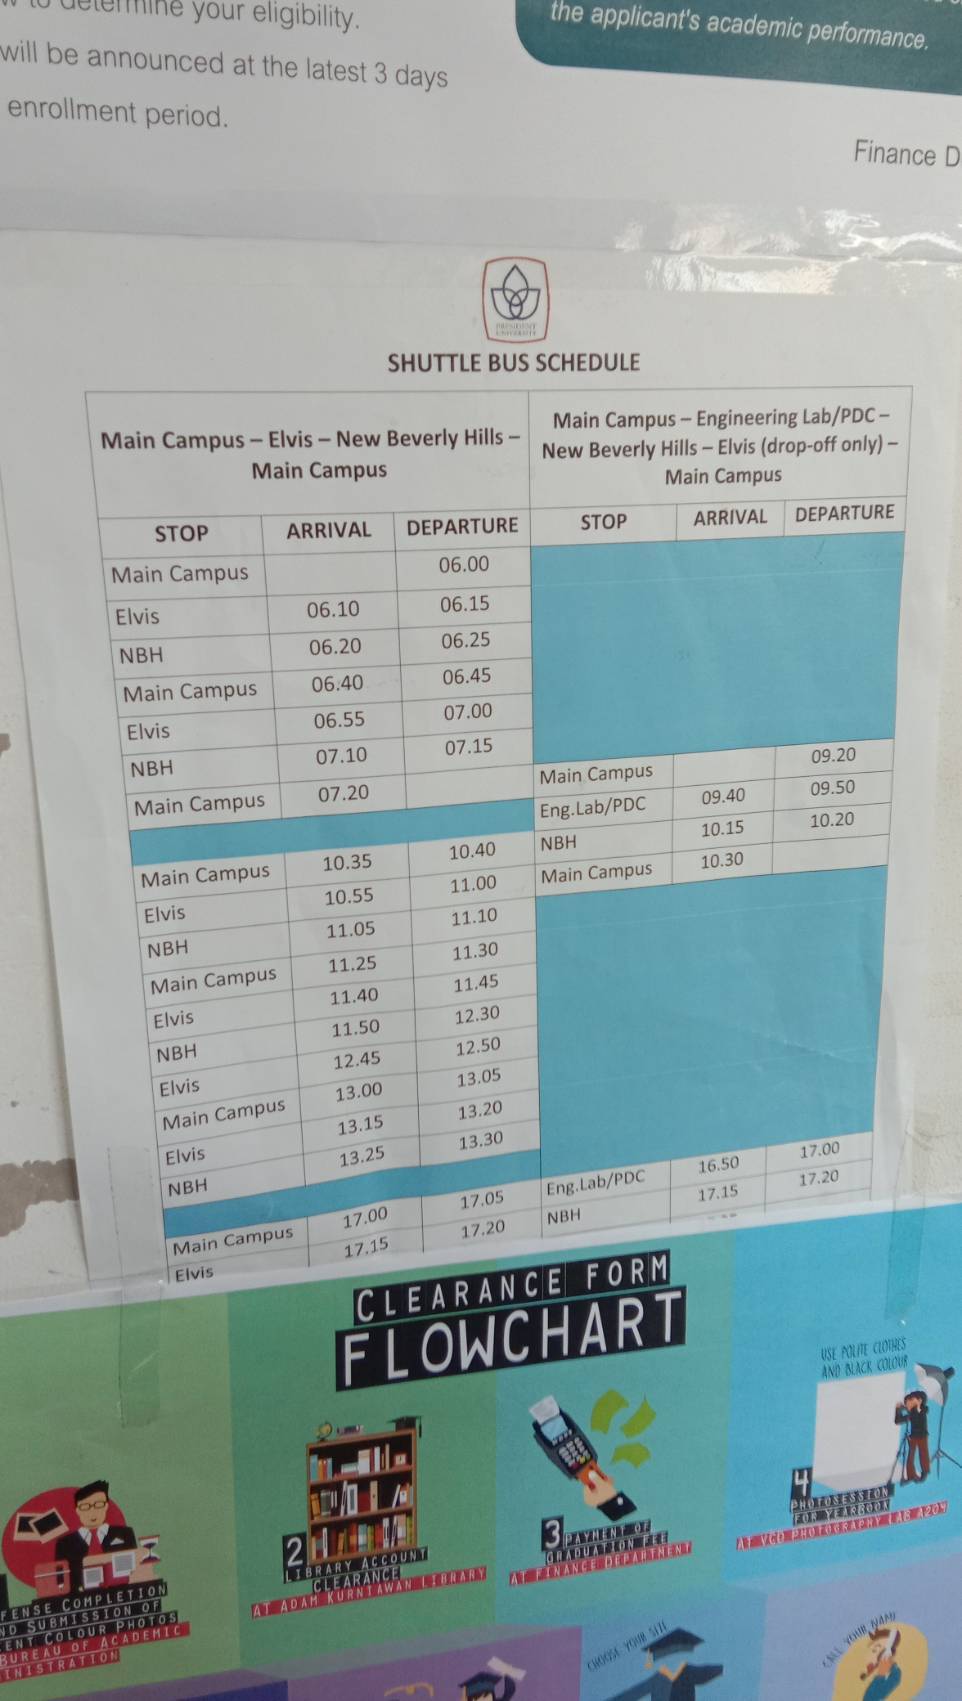 to determine your eligibility.
will be announced at the latest 3 days
enrollment period.
the applicant's academic performance.
Finance D
PRESIDENT
UNIVERSITY
SHUTTLE BUS SCHEDULE
Main Campus – Elvis – New Beverly Hills –
Main Campus
Main Campus – Engineering Lab/PDC –
New Beverly Hills – Elvis (drop-off only) –
Main Campus
STOP ARRIVAL DEPARTURE STOP ARRIVAL DEPARTURE
Main Campus 06.00
Elvis 06.10 06.15
NBH 06.20 06.25
Main Campus 06.40 06.45
Elvis 06.55 07.00
NBH 07.10 07.15
Main Campus 07.20
Main Campus 09.20
Eng.Lab/PDC 09.40 09.50
NBH 10.15 10.20
Main Campus 10.30
Main Campus 10.35 10.40
Elvis 10.55 11.00
NBH 11.05 11.10
Main Campus 11.25 11.30
Elvis 11.40 11.45
NBH 11.50 12.30
Elvis 12.45 12.50
Main Campus 13.00 13.05
Elvis 13.15 13.20
NBH 13.25 13.30
Main Campus 17.00 17.05
Elvis 17.15 17.20
Eng.Lab/PDC 16.50 17.00
NBH 17.15 17.20
CLEARANCE FORM
FLOWCHART
USE POLITE CLOTHES
AND BLACK COLOUR
FENSE COMPLETION
ND SUBMISSION OF
ENT COLOUR PHOTOS
BUREAU OF ACADEMIC
INISTRATION
2
LIBRARY ACCOUNT
CLEARANCE
AT ADAM KURNIAWAN LIBRARY
3
PAYMENT OF
GRADUATION FEE
AT FINANCE DEPARTMENT
4
PHOTOSESSION
FOR YEARBOOK
AT VCD PHOTOGRAPHY LAB A204
CHOOSE YOUR SIZE
CALL YOUR NAME